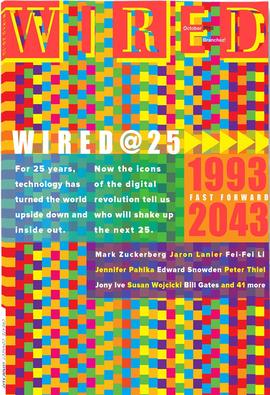 WIRED
October
Branches!
WIRED@25
For 25 years,
technology has
turned the world
upside down and
inside out.
Now the icons
of the digital
revolution tell us
who will shake up
the next 25.
1993
FAST FORWARD
2043
Mark Zuckerberg Jaron Lanier Fei-Fei Li
Jennifer Pahlka Edward Snowden Peter Thiel
Jony Ive Susan Wojcicki Bill Gates and 41 more